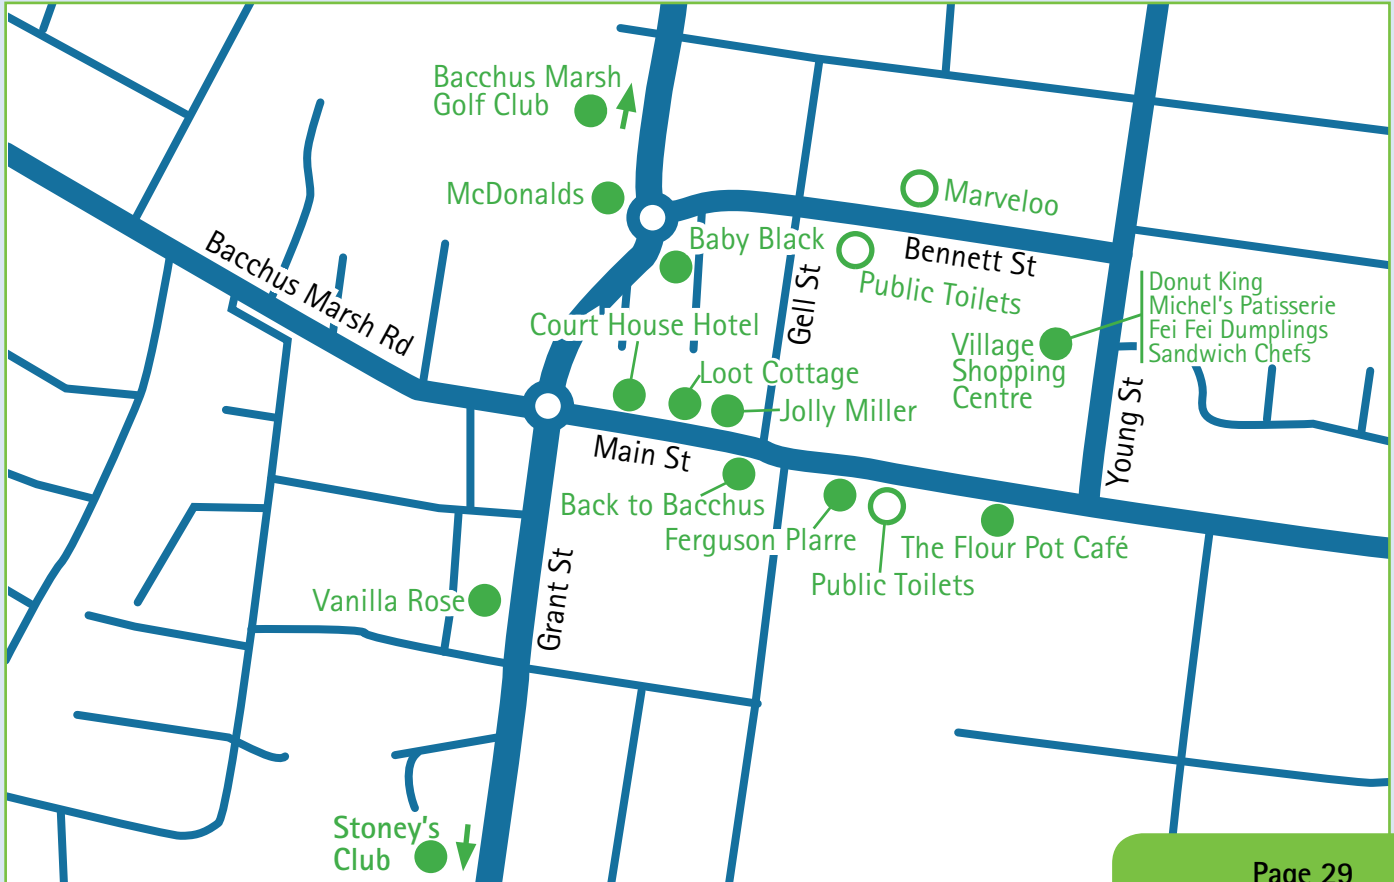 Bacchus Marsh
Golf Club
McDonalds
Marveloo
Baby Black
Bennett St
Bacchus Marsh Rd
Gell St
Public Toilets
Donut King
Michel's Patisserie
Fei Fei Dumplings
Sandwich Chefs
Court House Hotel
Village
Shopping
Centre
Loot Cottage
Jolly Miller
Young St
Main St
Back to Bacchus
Ferguson Plarre
The Flour Pot Café
Public Toilets
Grant St
Vanilla Rose
Stoney's
Club
Page 29